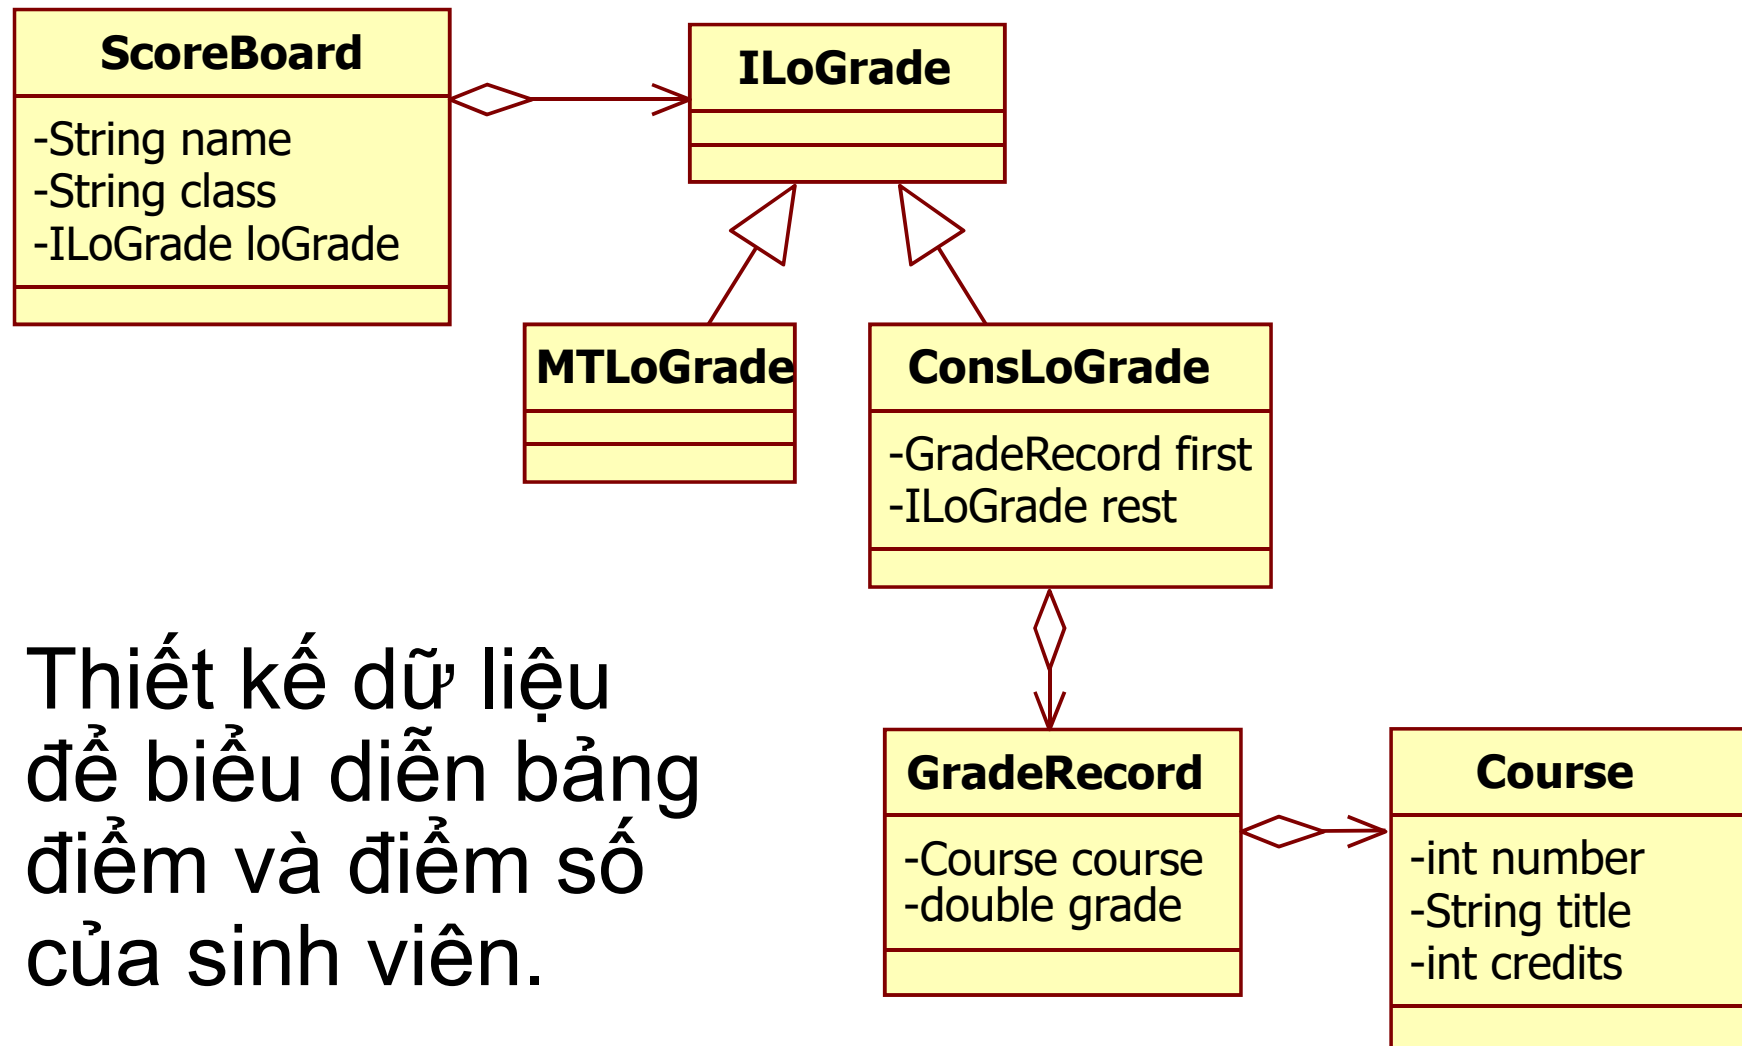 ScoreBoard
-String name
-String class
-ILoGrade loGrade
ILoGrade
MTLoGrade
ConsLoGrade
-GradeRecord first
-ILoGrade rest
Thiết kế dữ liệu
để biểu diễn bảng
điểm và điểm số
của sinh viên.
GradeRecord
-Course course
-double grade
Course
-int number
-String title
-int credits